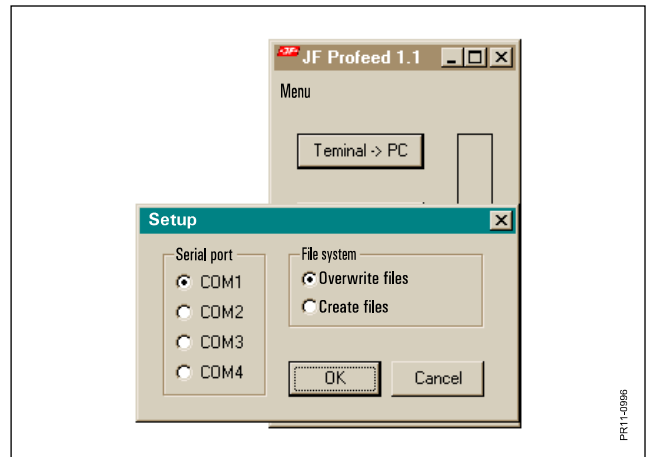 JF JF Profeed 1.1
Menu
Teminal -> PC
Setup
Serial port
COM1
COM2
COM3
COM4
File system
Overwrite files
Create files
OK
Cancel
PR11-0996